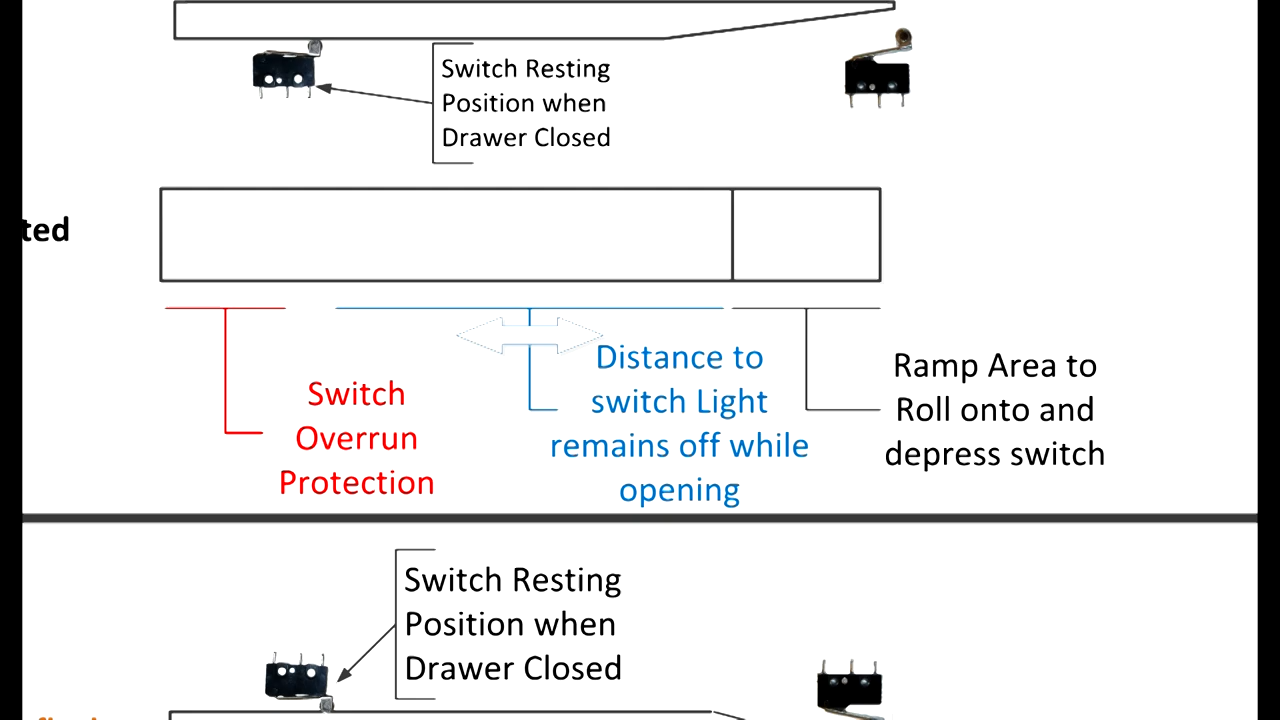 Switch Resting
Position when
Drawer Closed
ted
Switch
Overrun
Protection
Distance to
switch Light
remains off while
opening
Ramp Area to
Roll onto and
depress switch
Switch Resting
Position when
Drawer Closed